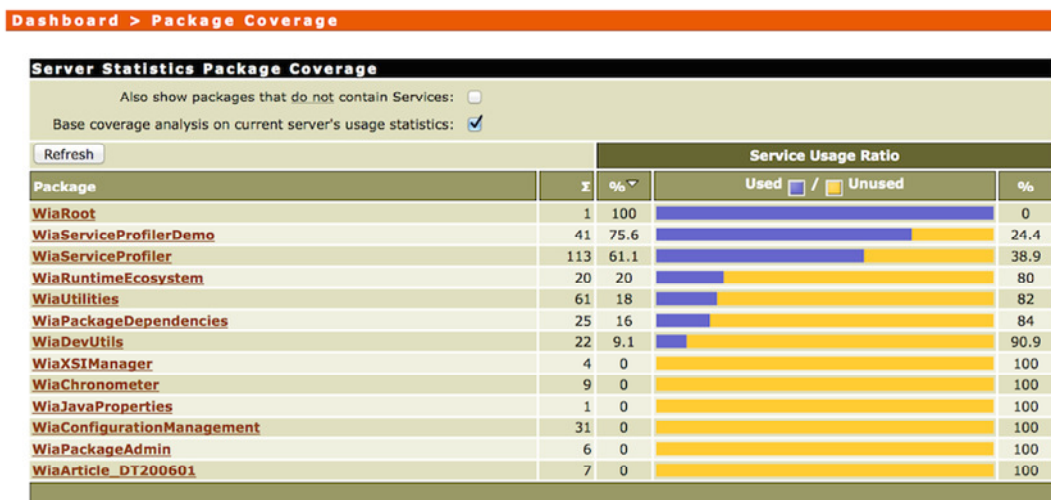 Dashboard > Package Coverage
Server Statistics Package Coverage
Also show packages that do not contain Services:
Base coverage analysis on current server's usage statistics:
Refresh Service Usage Ratio
Package Σ % Used / Unused %
WiaRoot 1 100 0
WiaServiceProfilerDemo 41 75.6 24.4
WiaServiceProfiler 113 61.1 38.9
WiaRuntimeEcosystem 20 20 80
WiaUtilities 61 18 82
WiaPackageDependencies 25 16 84
WiaDevUtils 22 9.1 90.9
WiaXSIManager 4 0 100
WiaChronometer 9 0 100
WiaJavaProperties 1 0 100
WiaConfigurationManagement 31 0 100
WiaPackageAdmin 6 0 100
WiaArticle_DT200601 7 0 100